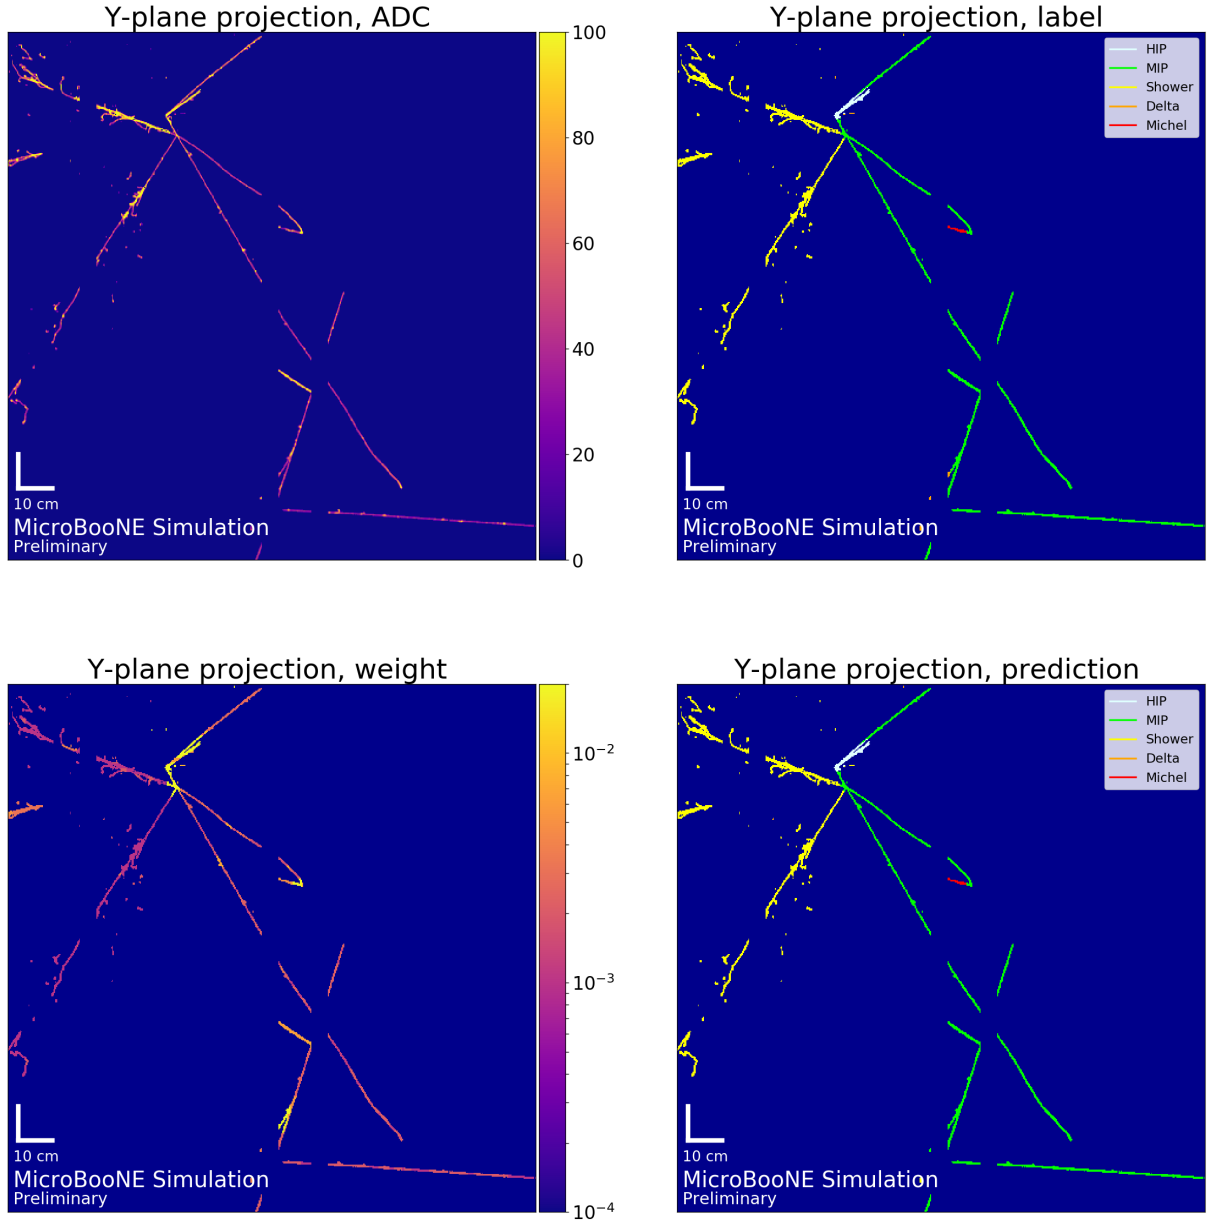 Y-plane projection, ADC
10 cm
MicroBooNE Simulation
Preliminary
100
80
60
40
20
0
Y-plane projection, label
HIP
MIP
Shower
Delta
Michel
10 cm
MicroBooNE Simulation
Preliminary
Y-plane projection, weight
10 cm
MicroBooNE Simulation
Preliminary
10⁻²
10⁻³
10⁻⁴
Y-plane projection, prediction
HIP
MIP
Shower
Delta
Michel
10 cm
MicroBooNE Simulation
Preliminary